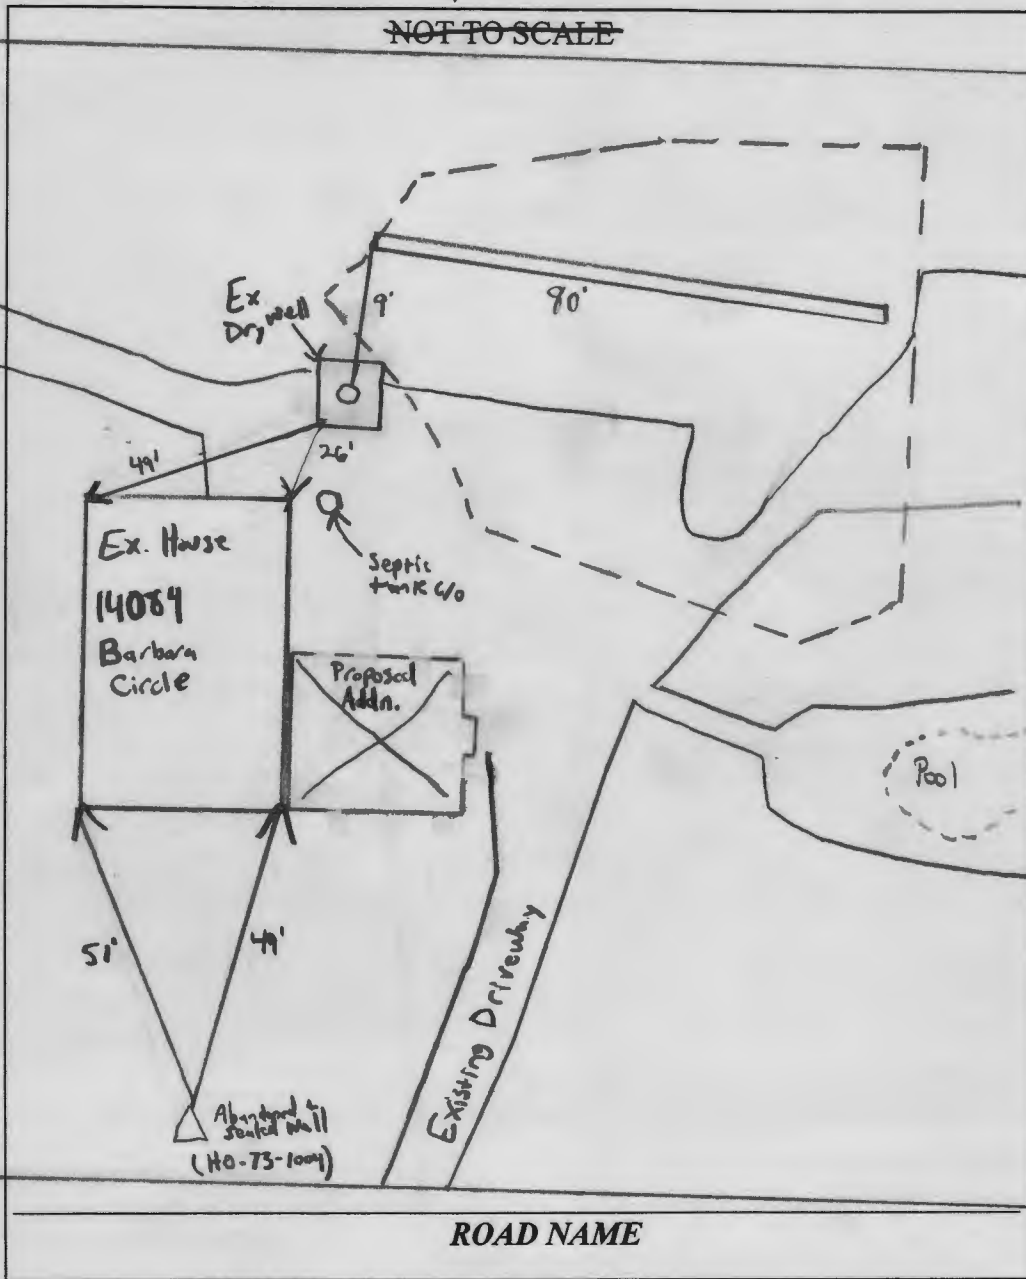 NOT TO SCALE
Ex.
Dry well
9'
90'
49'
26'
Ex. House
14084
Barbara
Circle
Septic
tank c/o
Proposed
Addn.
Pool
51'
49'
Existing Driveway
Abandoned &
Sealed Well
(HO-73-1004)
ROAD NAME